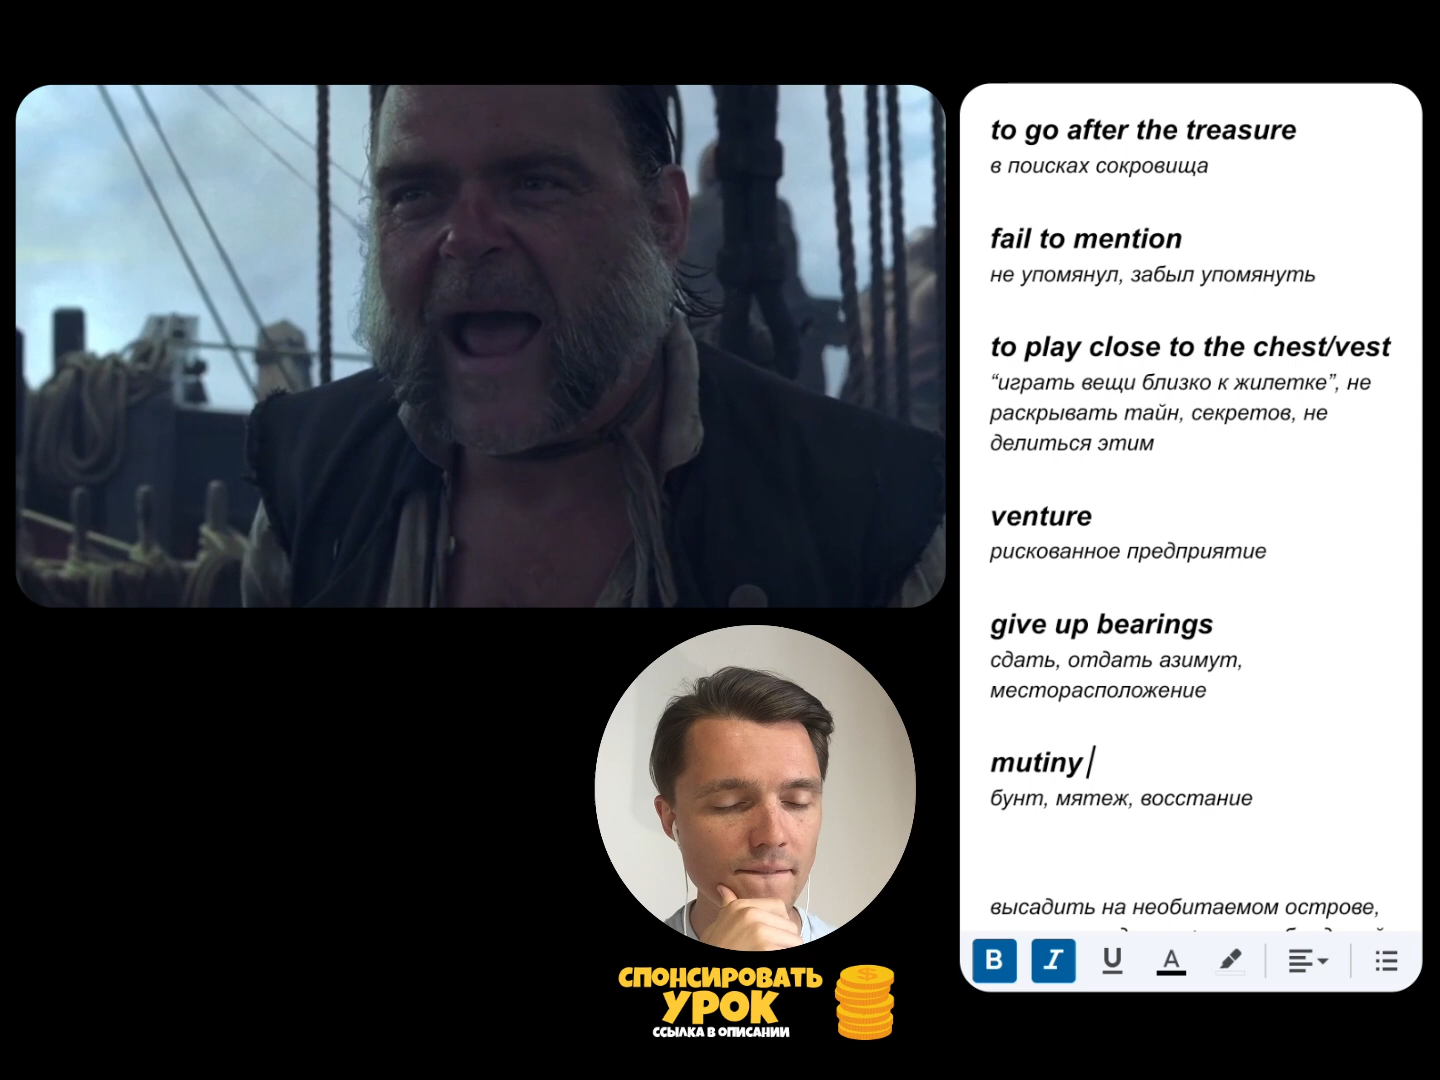 to go after the treasure
в поисках сокровища
fail to mention
не упомянул, забыл упомянуть
to play close to the chest/vest
“играть вещи близко к жилетке”, не
раскрывать тайн, секретов, не
делиться этим
venture
рискованное предприятие
give up bearings
сдать, отдать азимут,
месторасположение
mutiny
бунт, мятеж, восстание
высадить на необитаемом острове,
B I U A
СПОНСИРОВАТЬ
УРОК
ССЫЛКА В ОПИСАНИИ